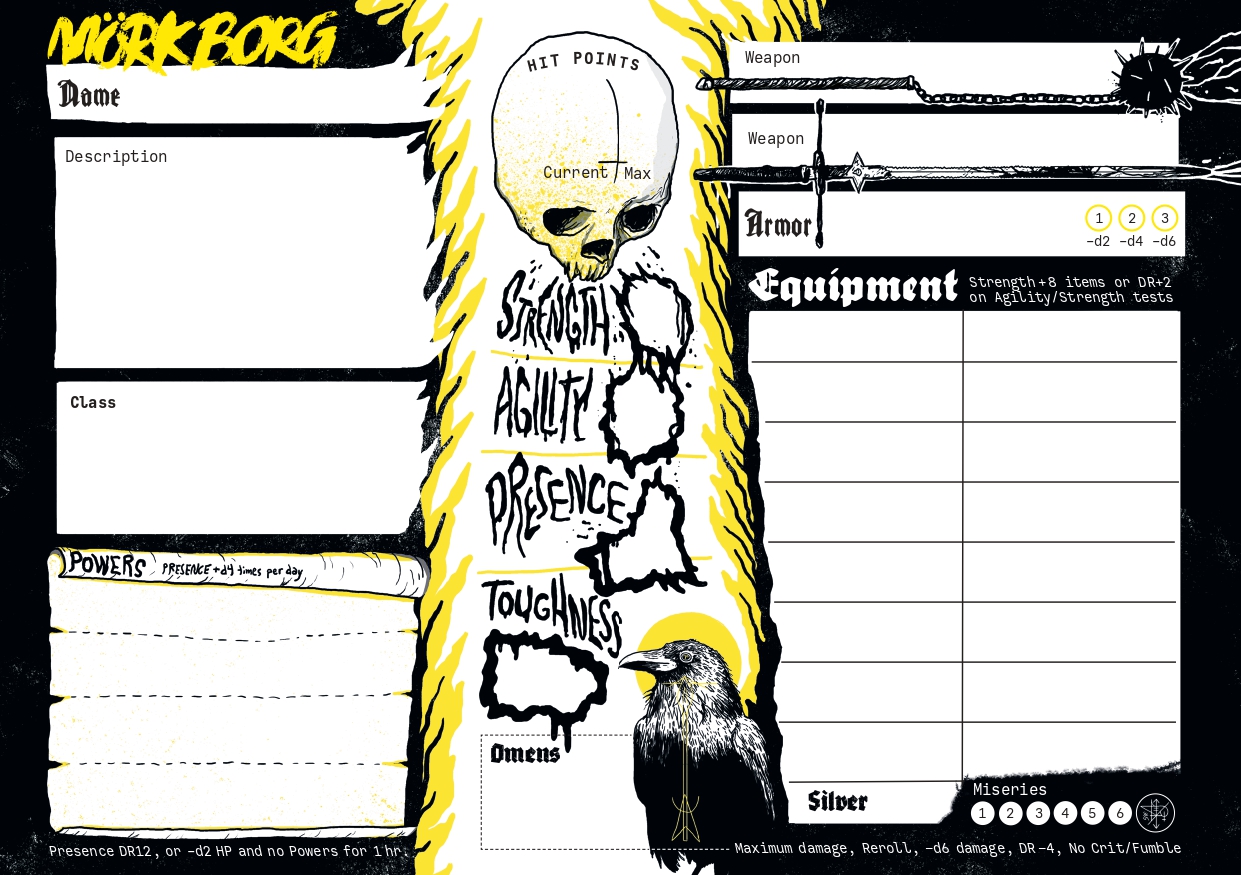 MÖRK BORG
Name
Description
Class
POWERS PRESENCE +d4 times per day
Presence DR12, or -d2 HP and no Powers for 1 hr.
HIT POINTS
Current / Max
STRENGTH
AGILITY
PRESENCE
TOUGHNESS
Omens
Weapon
Weapon
Armor
1 2 3
-d2 -d4 -d6
Equipment
Strength+8 items or DR+2
on Agility/Strength tests
Silver
Miseries
1 2 3 4 5 6
Maximum damage, Reroll, -d6 damage, DR-4, No Crit/Fumble